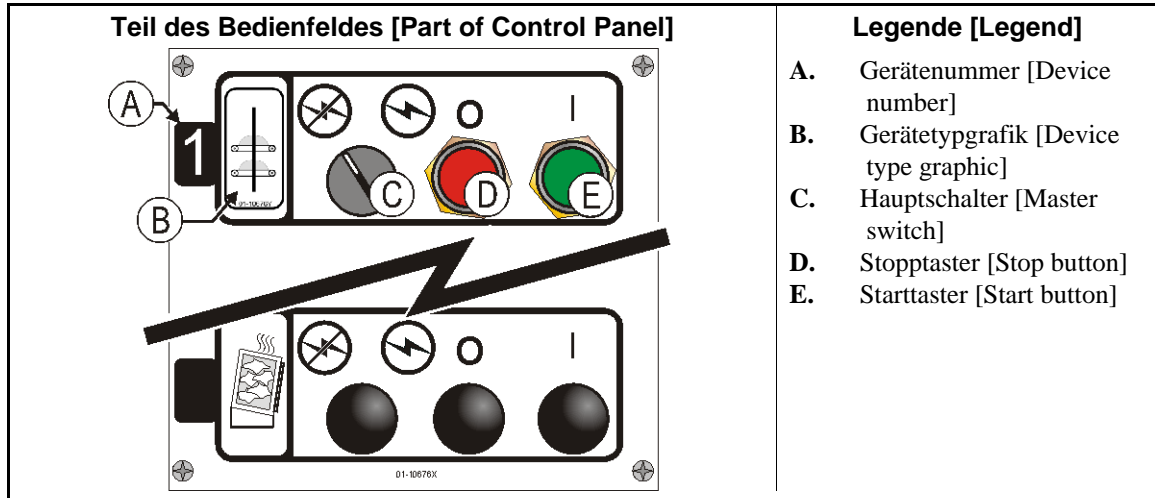 Teil des Bedienfeldes [Part of Control Panel]
A
1
B
O
I
C
D
E
O
I
01-10676X
Legende [Legend]
A. Gerätenummer [Device
number]
B. Gerätetypgrafik [Device
type graphic]
C. Hauptschalter [Master
switch]
D. Stopptaster [Stop button]
E. Starttaster [Start button]